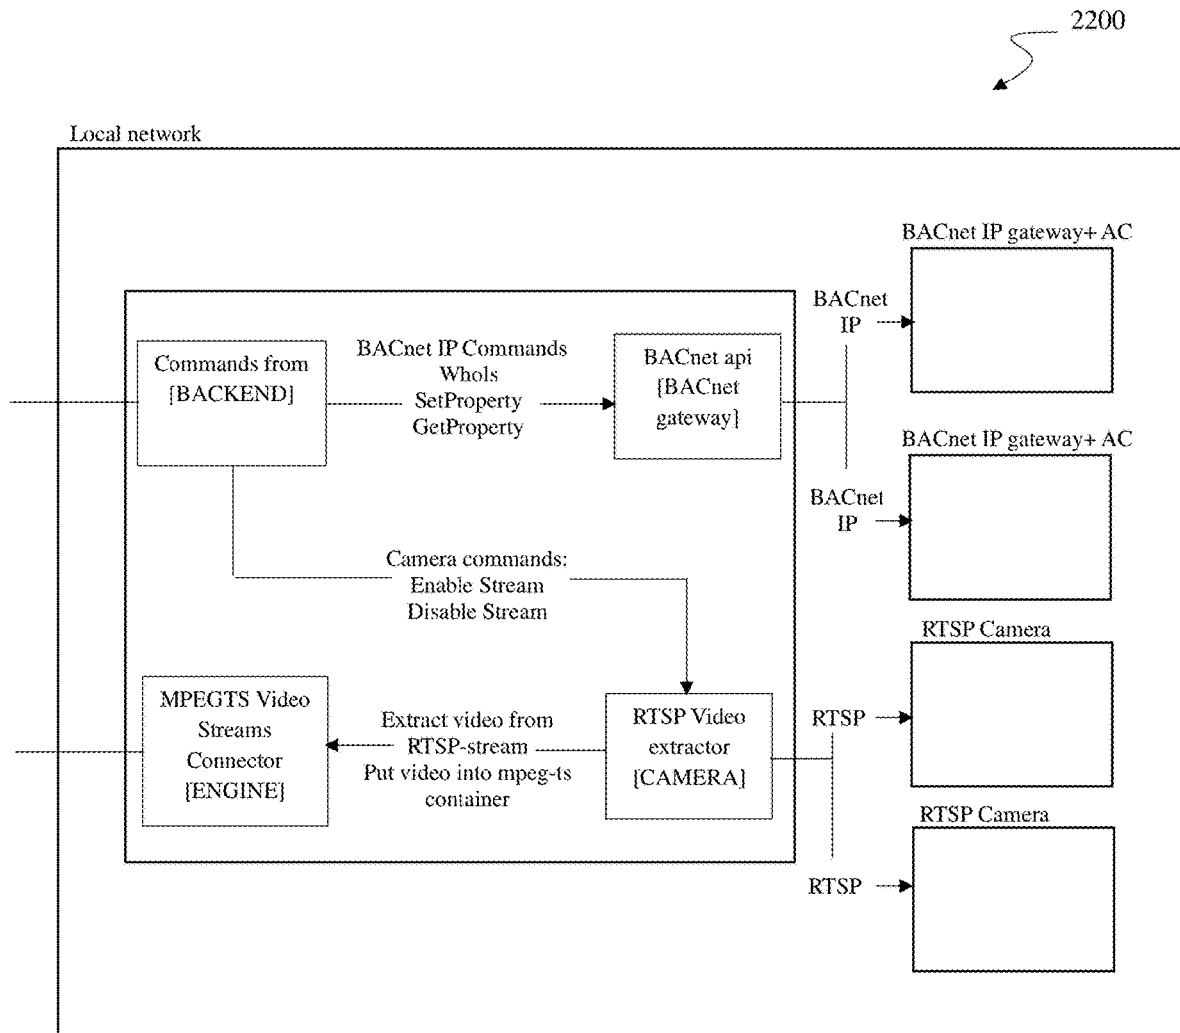 2200
Local network
BACnet IP gateway+ AC
BACnet
IP
Commands from
[BACKEND]
BACnet IP Commands
WhoIs
SetProperty
GetProperty
BACnet api
[BACnet
gateway]
BACnet IP gateway+ AC
BACnet
IP
Camera commands:
Enable Stream
Disable Stream
RTSP Camera
MPEGTS Video
Streams
Connector
[ENGINE]
Extract video from
RTSP-stream
Put video into mpeg-ts
container
RTSP Video
extractor
[CAMERA]
RTSP
RTSP Camera
RTSP